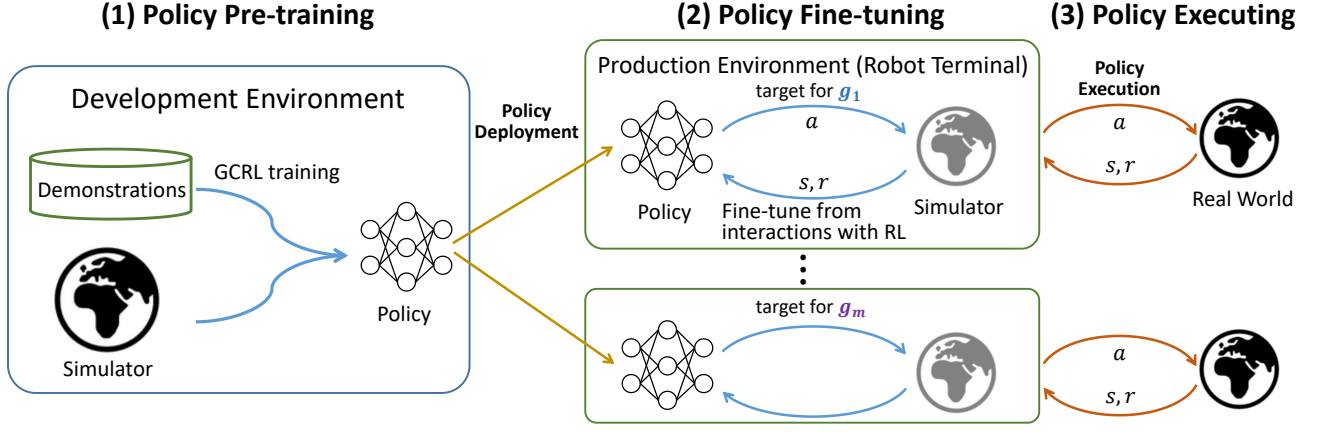 (1) Policy Pre-training
(2) Policy Fine-tuning
(3) Policy Executing
Development Environment
Demonstrations
GCRL training
Simulator
Policy
Policy
Deployment
Production Environment (Robot Terminal)
target for g₁
a
s, r
Policy
Fine-tune from
interactions with RL
Simulator
Policy
Execution
a
s, r
Real World
target for gₘ
a
s, r